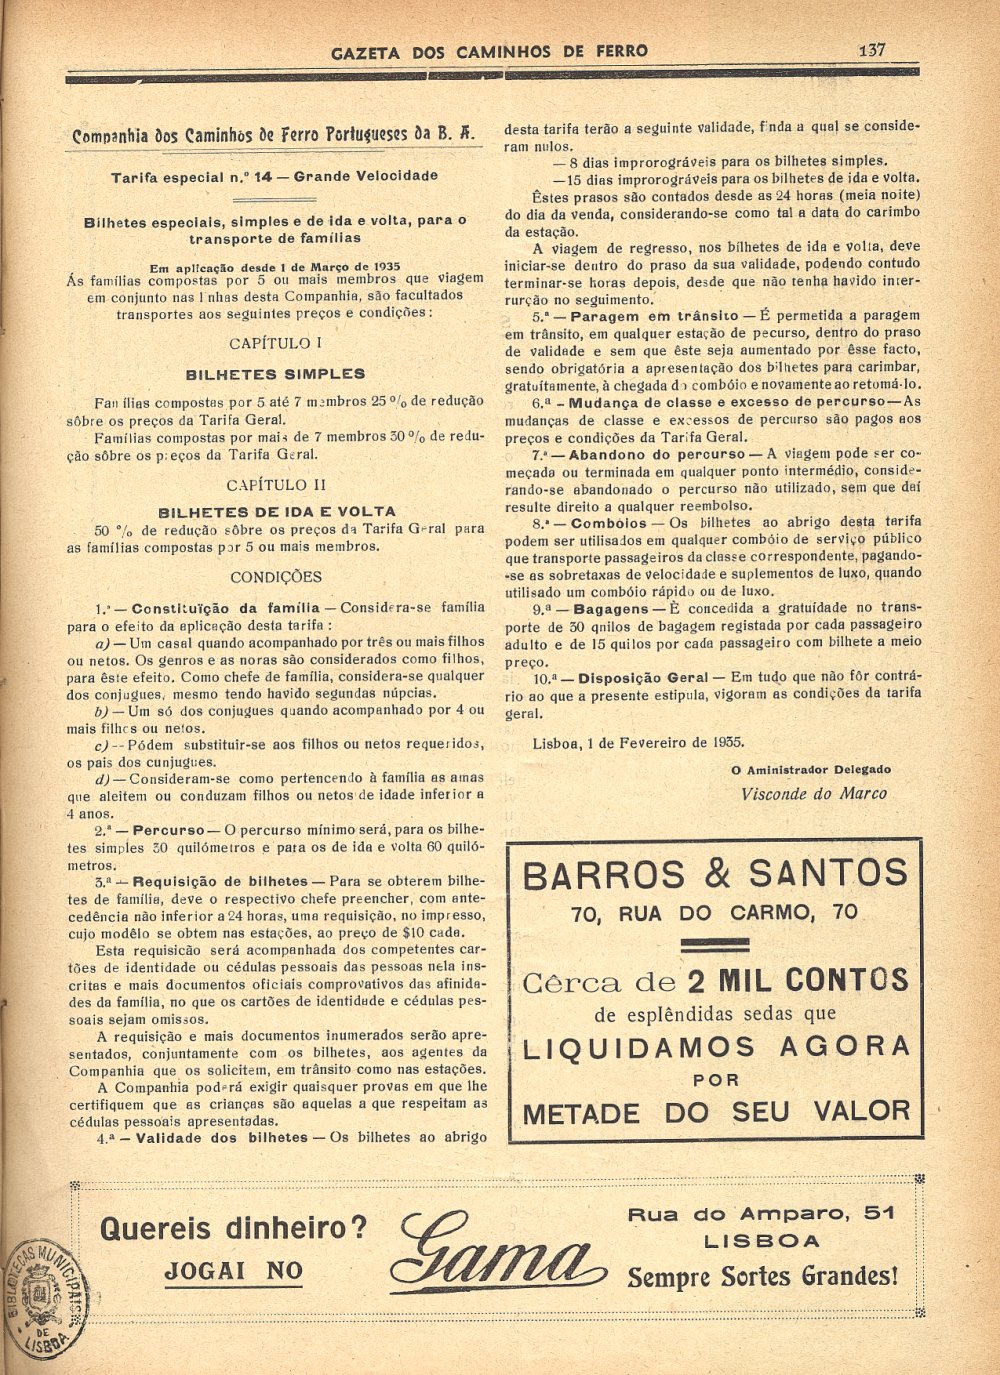 GAZETA DOS CAMINHOS DE FERRO
137
Companhia dos Caminhos de Ferro Portugueses da B. A.
Tarifa especial n.º 14 — Grande Velocidade
Bilhetes especiais, simples e de ida e volta, para o
transporte de famílias
Em aplicação desde 1 de Março de 1935
Ás famílias compostas por 5 ou mais membros que viagem
em conjunto nas linhas desta Companhia, são facultados
transportes aos seguintes preços e condições:
CAPÍTULO I
BILHETES SIMPLES
Famílias compostas por 5 até 7 membros 25 % de redução
sôbre os preços da Tarifa Geral.
Famílias compostas por mais de 7 membros 30 % de redu-
ção sôbre os preços da Tarifa Geral.
CAPÍTULO II
BILHETES DE IDA E VOLTA
50 % de redução sôbre os preços da Tarifa Geral para
as famílias compostas por 5 ou mais membros.
CONDIÇÕES
1.ª — Constituïção da família — Considera-se família
para o efeito da aplicação desta tarifa :
a) — Um casal quando acompanhado por três ou mais filhos
ou netos. Os genros e as noras são considerados como filhos,
para êste efeito. Como chefe de família, considera-se qualquer
dos conjugues, mesmo tendo havido segundas núpcias.
b) — Um só dos conjugues quando acompanhado por 4 ou
mais filhos ou netos.
c) -- Pódem substituir-se aos filhos ou netos requeridos,
os pais dos cunjugues.
d) — Consideram-se como pertencendo à família as amas
que aleitem ou conduzam filhos ou netos de idade inferior a
4 anos.
2.ª — Percurso — O percurso mínimo será, para os bilhe-
tes simples 30 quilómetros e para os de ida e volta 60 quiló-
metros.
3.ª — Requisição de bilhetes — Para se obterem bilhe-
tes de família, deve o respectivo chefe preencher, com ante-
cedência não inferior a 24 horas, uma requisição, no impresso,
cujo modêlo se obtem nas estações, ao preço de $10 cada.
Esta requisicão será acompanhada dos competentes car-
tões de identidade ou cédulas pessoais das pessoas nela ins-
critas e mais documentos oficiais comprovativos das afinida-
des da família, no que os cartões de identidade e cédulas pes-
soais sejam omissos.
A requisição e mais documentos inumerados serão apre-
sentados, conjuntamente com os bilhetes, aos agentes da
Companhia que os solicitem, em trânsito como nas estações.
A Companhia poderá exigir quaisquer provas em que lhe
certifiquem que as crianças são aquelas a que respeitam as
cédulas pessoais apresentadas.
4.ª — Validade dos bilhetes — Os bilhetes ao abrigo
desta tarifa terão a seguinte validade, finda a qual se conside-
ram nulos.
— 8 dias improrográveis para os bilhetes simples.
—15 dias improrográveis para os bilhetes de ida e volta.
Êstes prasos são contados desde as 24 horas (meia noite)
do dia da venda, considerando-se como tal a data do carimbo
da estação.
A viagem de regresso, nos bilhetes de ida e volta, deve
iniciar-se dentro do praso da sua validade, podendo contudo
terminar-se horas depois, desde que não tenha havido inter-
rurção no seguimento.
5.ª — Paragem em trânsito — É permetida a paragem
em trânsito, em qualquer estação de pecurso, dentro do praso
de validade e sem que êste seja aumentado por êsse facto,
sendo obrigatória a apresentação dos bilhetes para carimbar,
gratuítamente, à chegada do combóio e novamente ao retomá-lo.
6.ª - Mudança de classe e excesso de percurso—As
mudanças de classe e excessos de percurso são pagos aos
preços e condições da Tarifa Geral.
7.ª — Abandono do percurso — A viagem pode ser co-
meçada ou terminada em qualquer ponto intermédio, conside-
rando-se abandonado o percurso não utilizado, sem que daí
resulte direito a qualquer reembolso.
8.ª — Combóios — Os bilhetes ao abrigo desta tarifa
podem ser utilisados em qualquer combóio de serviço público
que transporte passageiros da classe correspondente, pagando-
-se as sobretaxas de velocidade e suplementos de luxo, quando
utilisado um combóio rápido ou de luxo.
9.ª — Bagagens — È concedida a gratuídade no trans-
porte de 30 qnilos de bagagem registada por cada passageiro
adulto e de 15 quilos por cada passageiro com bilhete a meio
preço.
10.ª — Disposição Geral — Em tudo que não fôr contrá-
rio ao que a presente estipula, vigoram as condições da tarifa
geral.
Lisboa, 1 de Fevereiro de 1935.
O Aministrador Delegado
Visconde do Marco
BARROS & SANTOS
70, RUA DO CARMO, 70
Cêrca de 2 MIL CONTOS
de esplêndidas sedas que
LIQUIDAMOS AGORA
POR
METADE DO SEU VALOR
Quereis dinheiro?
JOGAI NO
Gama
Rua do Amparo, 51
LISBOA
Sempre Sortes Grandes!
BIBLIOTECAS MUNICIPAIS
DE
LISBOA